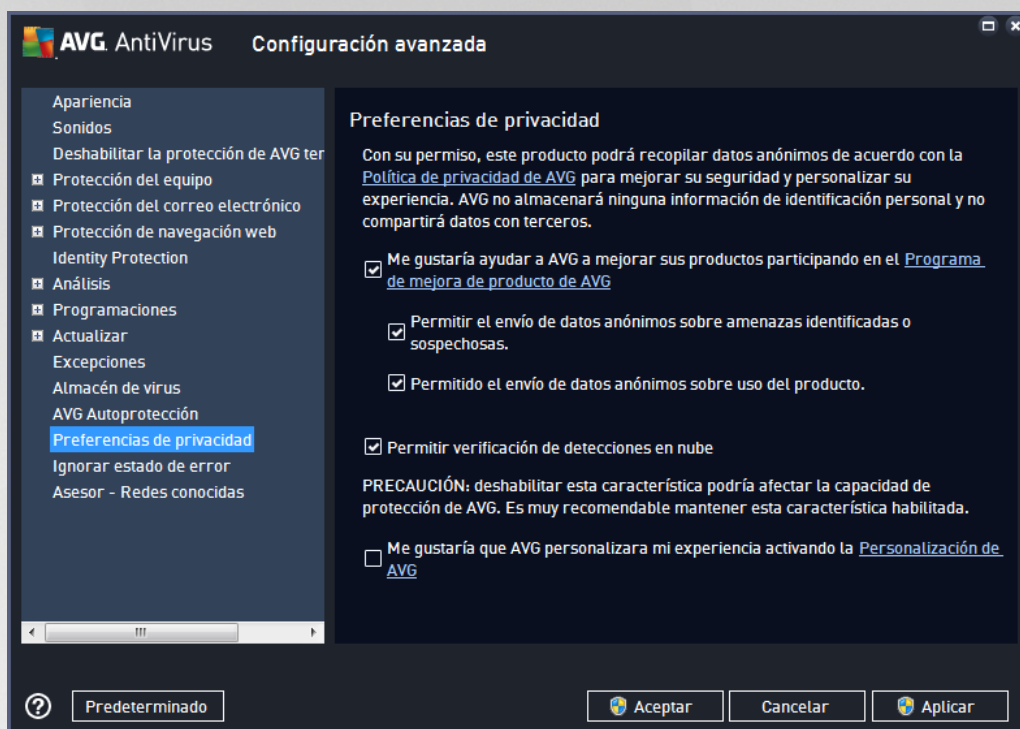 AVG. AntiVirus
Configuración avanzada
Apariencia
Sonidos
Deshabilitar la protección de AVG ter
Protección del equipo
Protección del correo electrónico
Protección de navegación web
Identity Protection
Análisis
Programaciones
Actualizar
Excepciones
Almacén de virus
AVG Autoprotección
Preferencias de privacidad
Ignorar estado de error
Asesor - Redes conocidas
Preferencias de privacidad
Con su permiso, este producto podrá recopilar datos anónimos de acuerdo con la
Política de privacidad de AVG para mejorar su seguridad y personalizar su
experiencia. AVG no almacenará ninguna información de identificación personal y no
compartirá datos con terceros.
Me gustaría ayudar a AVG a mejorar sus productos participando en el Programa
de mejora de producto de AVG
Permitir el envío de datos anónimos sobre amenazas identificadas o
sospechosas.
Permitido el envío de datos anónimos sobre uso del producto.
Permitir verificación de detecciones en nube
PRECAUCIÓN: deshabilitar esta característica podría afectar la capacidad de
protección de AVG. Es muy recomendable mantener esta característica habilitada.
Me gustaría que AVG personalizara mi experiencia activando la Personalización de
AVG
Predeterminado
Aceptar
Cancelar
Aplicar